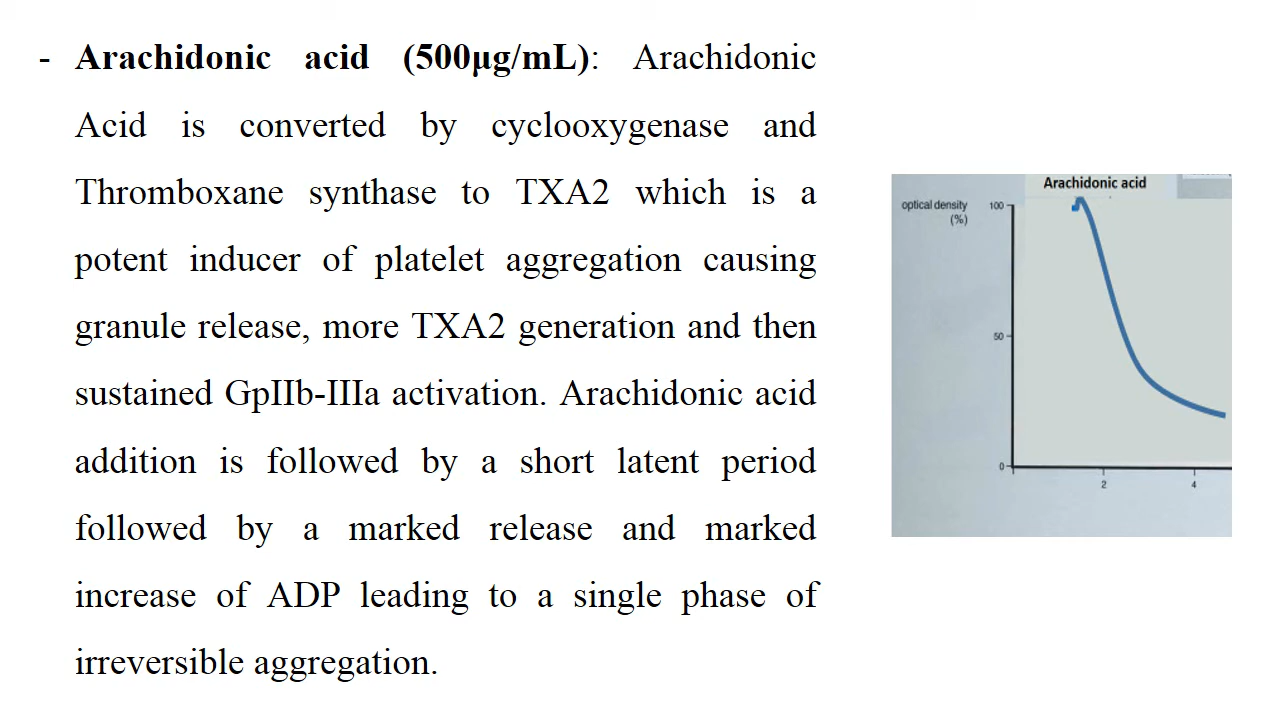 - Arachidonic acid (500µg/mL): Arachidonic
Acid is converted by cyclooxygenase and
Thromboxane synthase to TXA2 which is a
potent inducer of platelet aggregation causing
granule release, more TXA2 generation and then
sustained GpIIb-IIIa activation. Arachidonic acid
addition is followed by a short latent period
followed by a marked release and marked
increase of ADP leading to a single phase of
irreversible aggregation.
Arachidonic acid
optical density
(%)
100
50
0
2
4